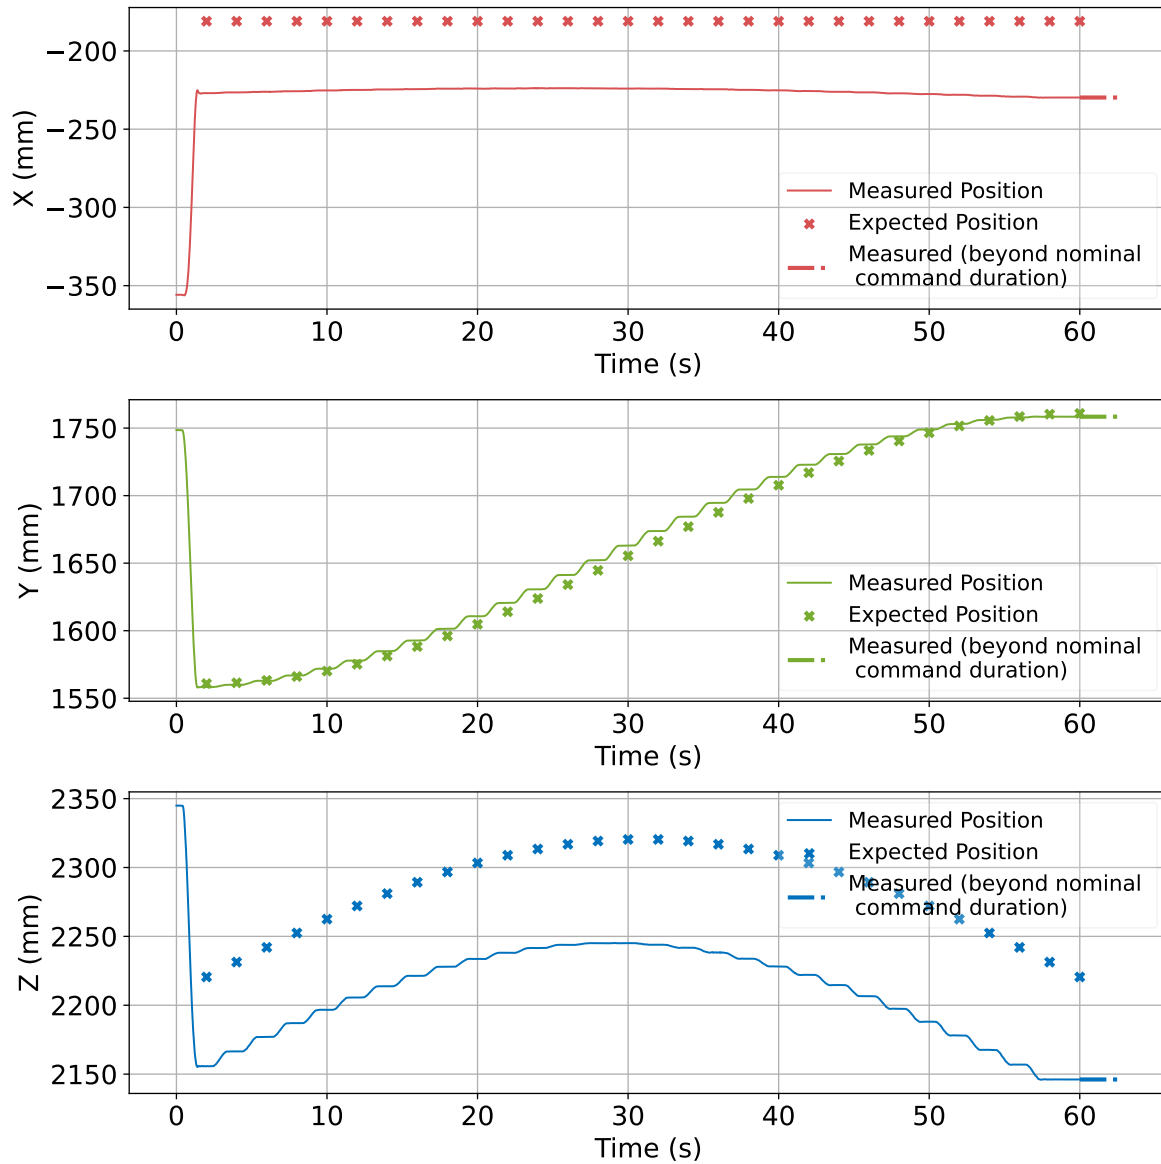 −200
−250
−300
−350
X (mm)
Measured Position
Expected Position
Measured (beyond nominal
command duration)
0 10 20 30 40 50 60
Time (s)
1750
1700
1650
1600
1550
Y (mm)
Measured Position
Expected Position
Measured (beyond nominal
command duration)
0 10 20 30 40 50 60
Time (s)
2350
2300
2250
2200
2150
Z (mm)
Measured Position
Expected Position
Measured (beyond nominal
command duration)
0 10 20 30 40 50 60
Time (s)